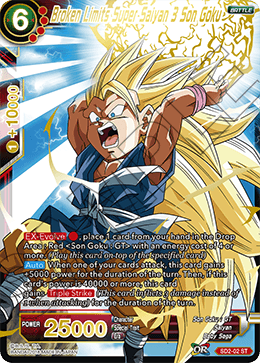 6
Broken Limits Super Saiyan 3 Son Goku
BATTLE
1 +10000
EX-Evolve , place 1 card from your hand in the Drop
Area: Red <Son Goku: GT> with an energy cost of 4 or
more. (Play this card on top of the specified card)
Auto When one of your cards attack, this card gains
+5000 power for the duration of the turn. Then, if this
card's power is 40000 or more, this card
gains Triple Strike (This card inflicts 3 damage instead of
when attacking) for the duration of the turn.
POWER
25000
Character
Son Goku: GT
Saiyan
Saga
SD2-02 ST